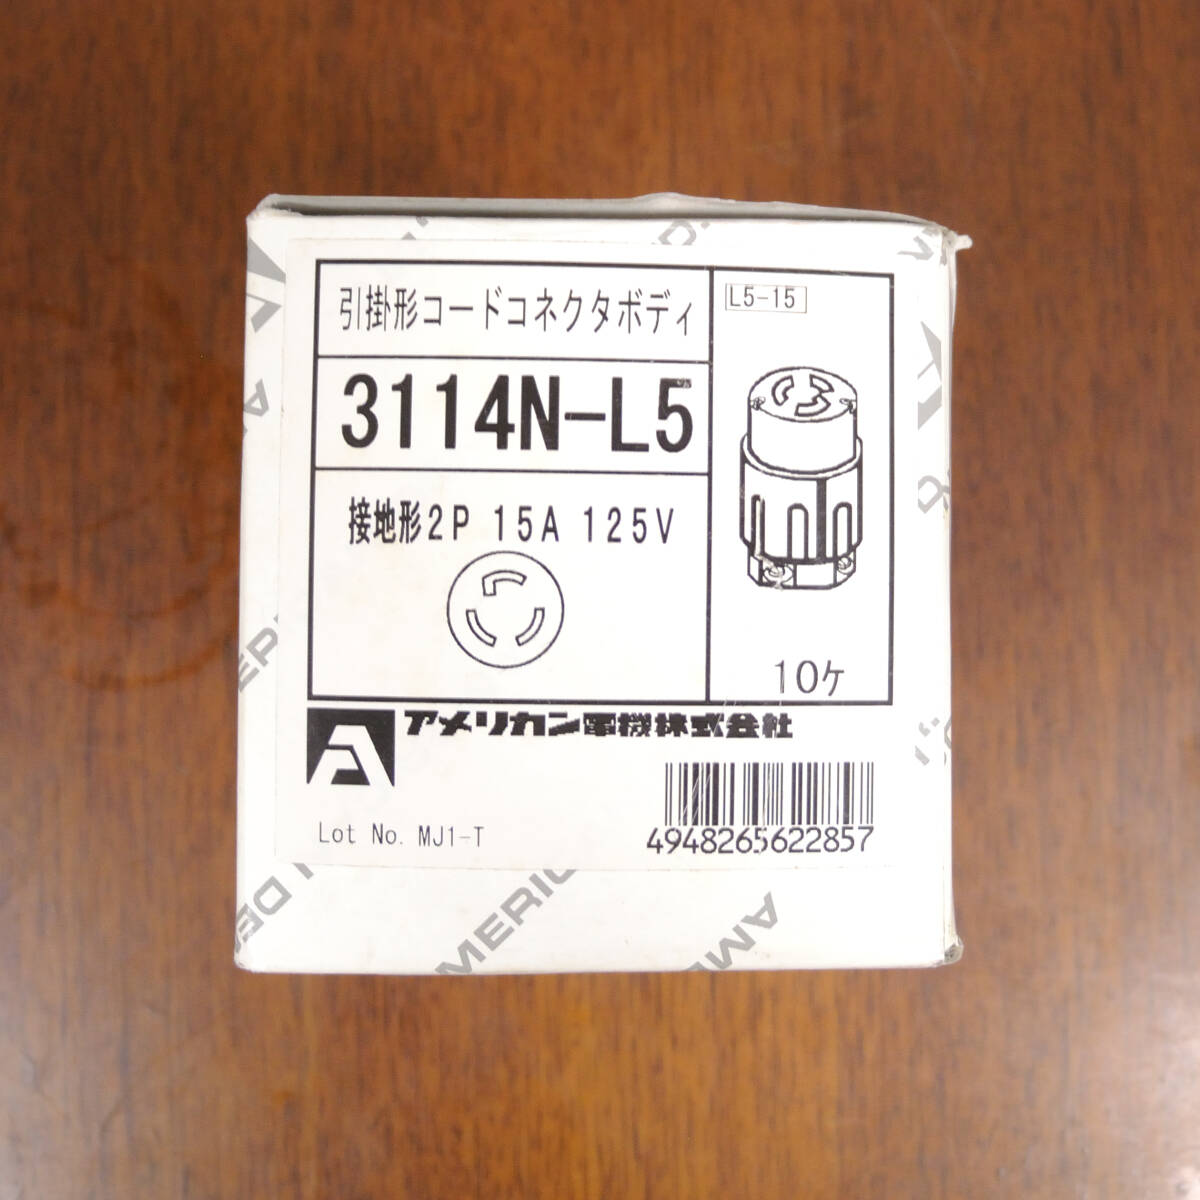 引掛形コードコネクタボディ
L5-15
3114N-L5
接地形2P 15A 125V
10ケ
アメリカン電機株式会社
Lot No. MJ1-T
4948265622857